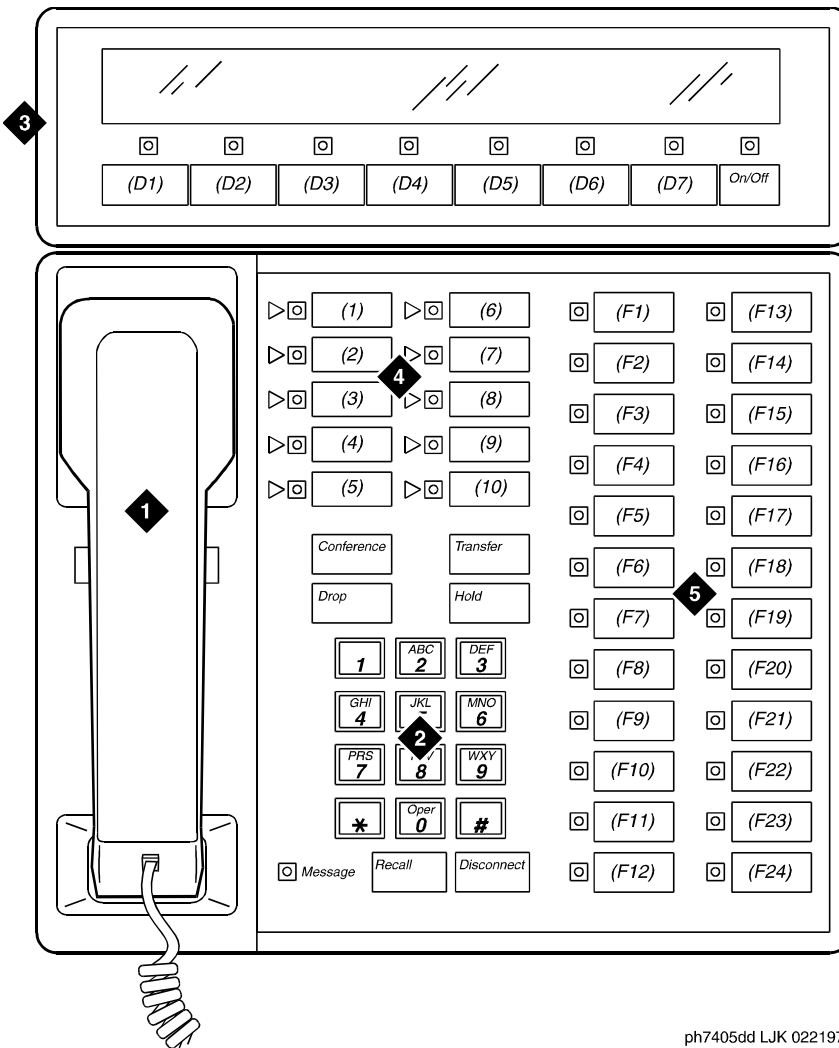 3
(D1) (D2) (D3) (D4) (D5) (D6) (D7) On/Off
(1) (6) (F1) (F13)
(2) (7) (F2) (F14)
4
(3) (8) (F3) (F15)
(4) (9) (F4) (F16)
(5) (10) (F5) (F17)
1
Conference Transfer (F6) (F18)
5
Drop Hold (F7) (F19)
1 ABC 2 DEF 3 (F8) (F20)
GHI 4 JKL MNO 6 (F9) (F21)
2
PRS 7 8 WXY 9 (F10) (F22)
* Oper 0 # (F11) (F23)
Message Recall Disconnect (F12) (F24)
ph7405dd LJK 022197